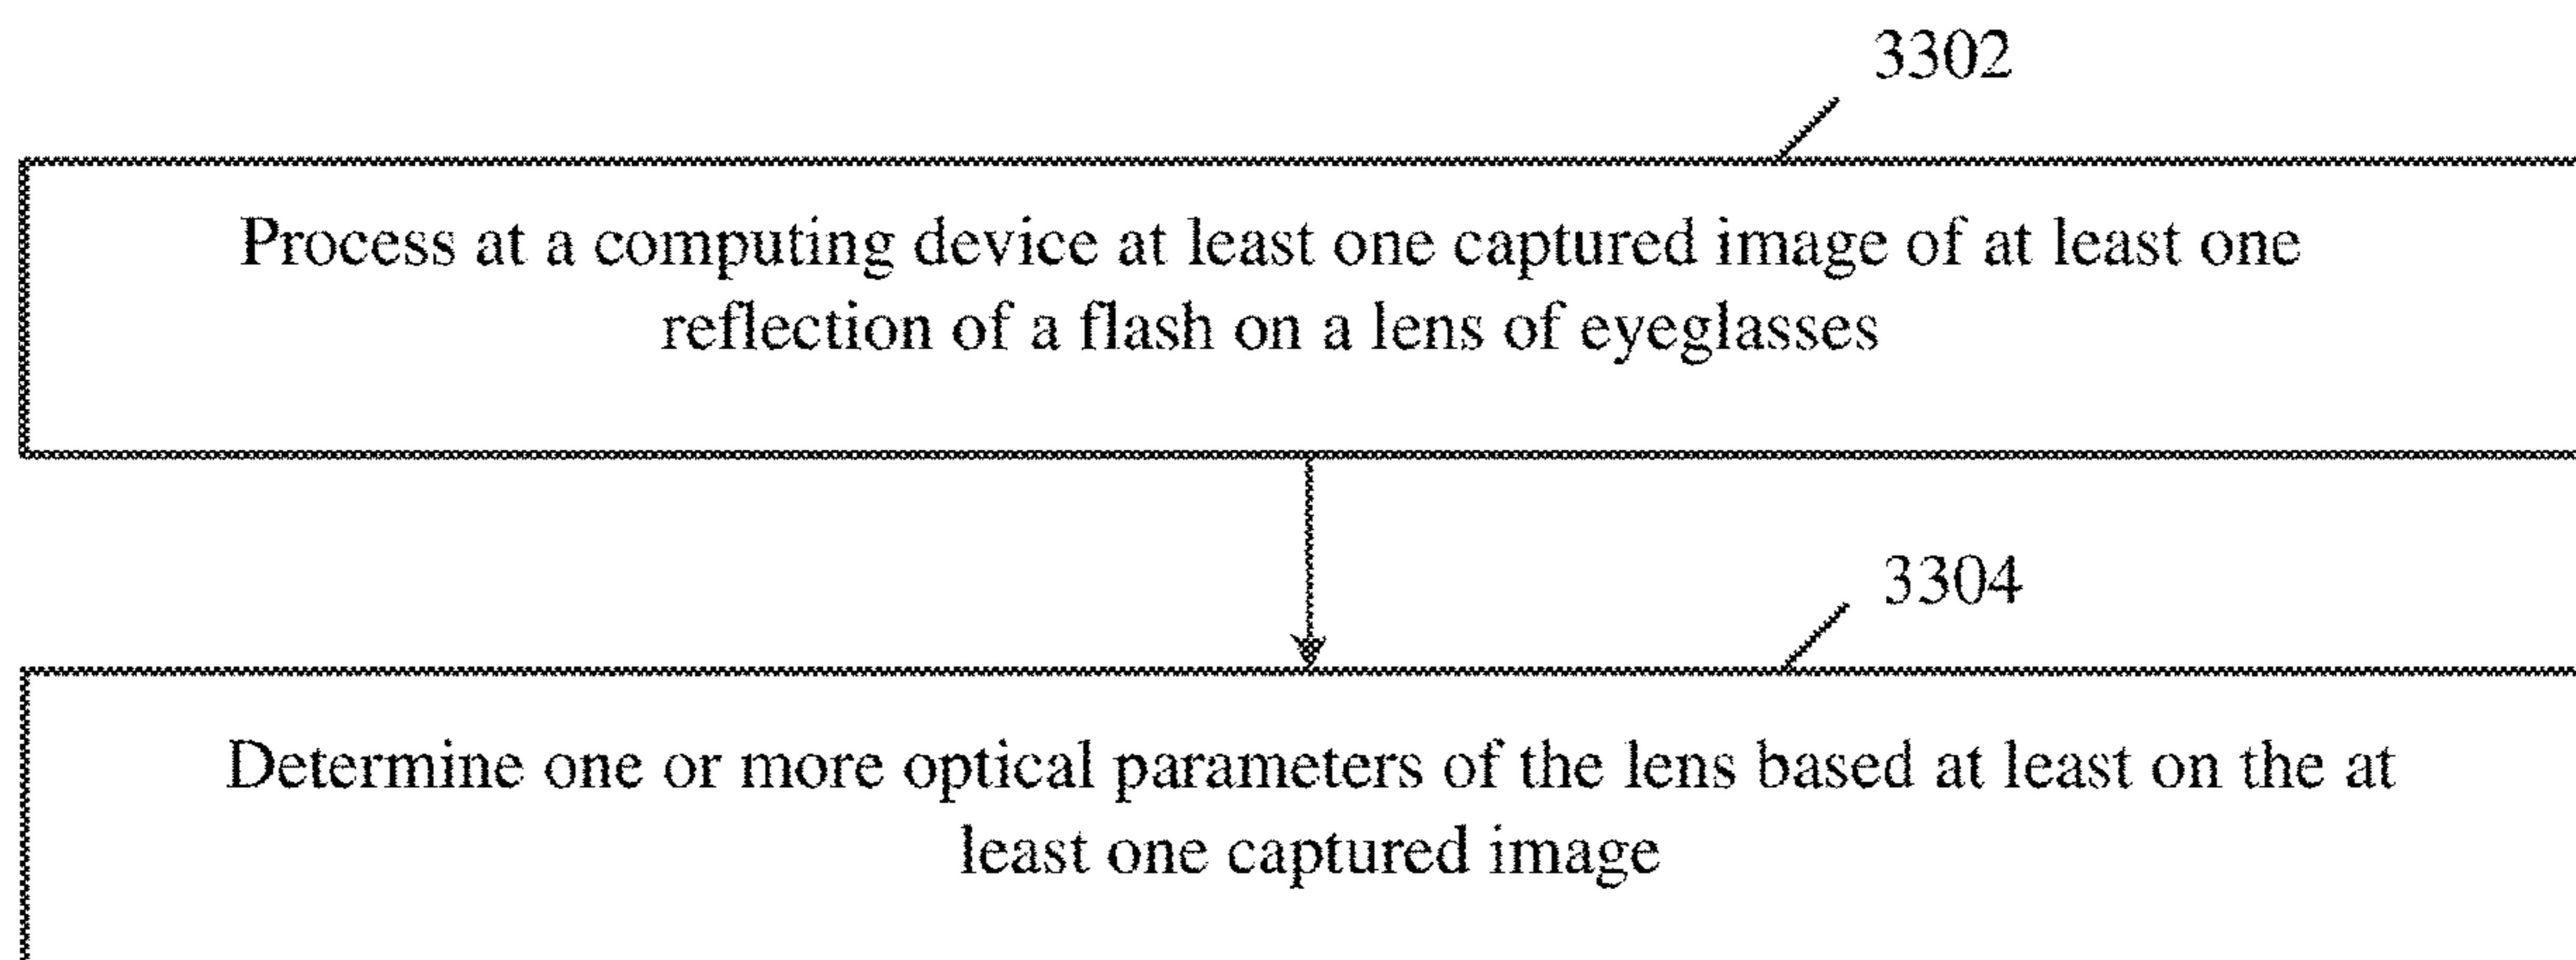 3302
Process at a computing device at least one captured image of at least one
reflection of a flash on a lens of eyeglasses
3304
Determine one or more optical parameters of the lens based at least on the at
least one captured image